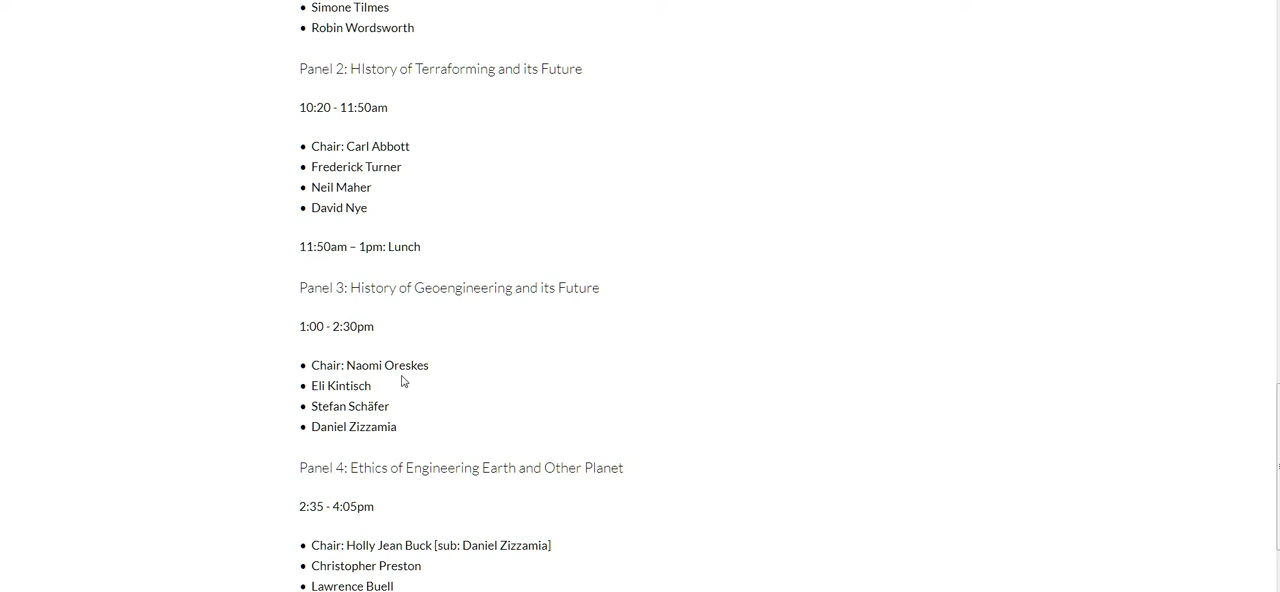 • Simone Tilmes
• Robin Wordsworth
Panel 2: HIstory of Terraforming and its Future
10:20 - 11:50am
• Chair: Carl Abbott
• Frederick Turner
• Neil Maher
• David Nye
11:50am – 1pm: Lunch
Panel 3: History of Geoengineering and its Future
1:00 - 2:30pm
• Chair: Naomi Oreskes
• Eli Kintisch
• Stefan Schäfer
• Daniel Zizzamia
Panel 4: Ethics of Engineering Earth and Other Planet
2:35 - 4:05pm
• Chair: Holly Jean Buck [sub: Daniel Zizzamia]
• Christopher Preston
• Lawrence Buell